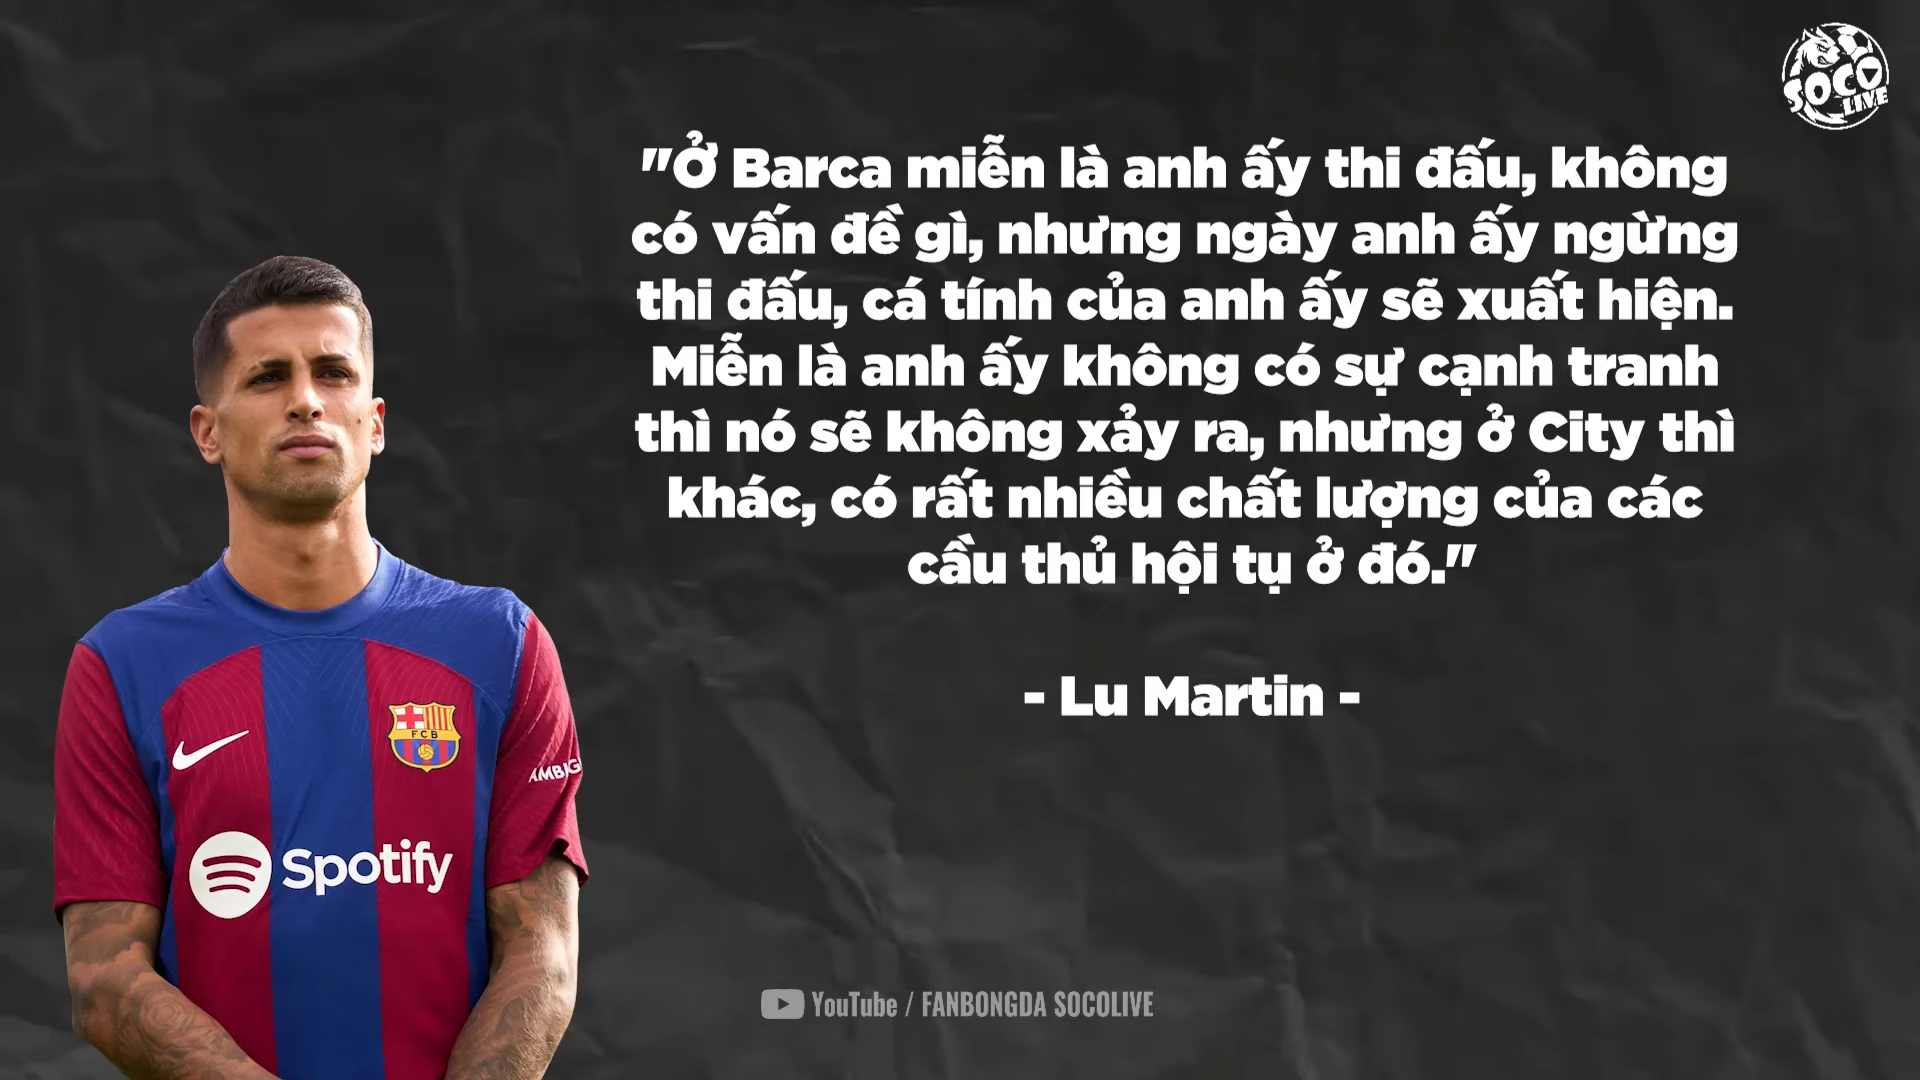 SOCO
LIVE
"Ở Barca miễn là anh ấy thi đấu, không
có vấn đề gì, nhưng ngày anh ấy ngừng
thi đấu, cá tính của anh ấy sẽ xuất hiện.
Miễn là anh ấy không có sự cạnh tranh
thì nó sẽ không xảy ra, nhưng ở City thì
khác, có rất nhiều chất lượng của các
cầu thủ hội tụ ở đó."
- Lu Martin -
FCB
AMBIG
Spotify
YouTube / FANBONGDA SOCOLIVE